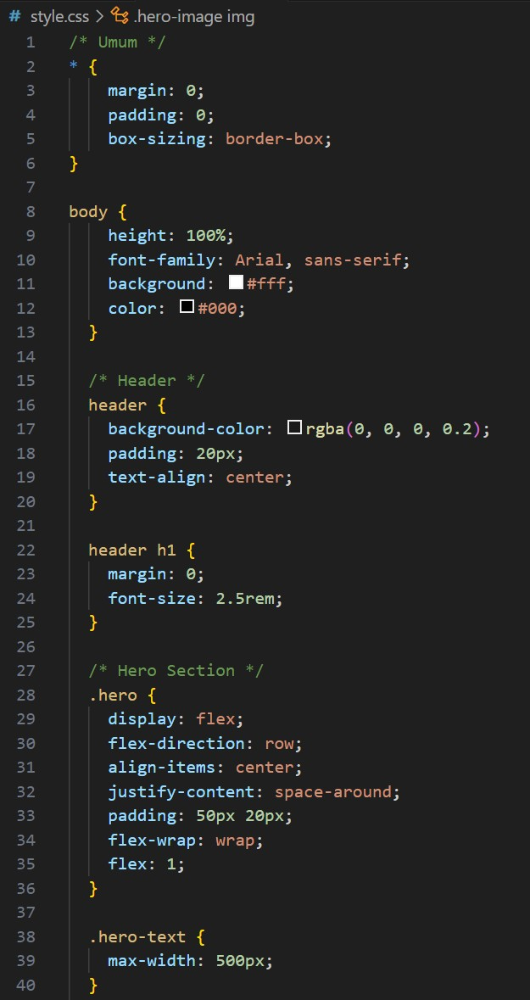 # style.css > .hero-image img
1 /* Umum */
2 * {
3     margin: 0;
4     padding: 0;
5     box-sizing: border-box;
6 }
7
8 body {
9     height: 100%;
10     font-family: Arial, sans-serif;
11     background: #fff;
12     color: #000;
13   }
14
15   /* Header */
16   header {
17     background-color: rgba(0, 0, 0, 0.2);
18     padding: 20px;
19     text-align: center;
20   }
21
22   header h1 {
23     margin: 0;
24     font-size: 2.5rem;
25   }
26
27   /* Hero Section */
28   .hero {
29     display: flex;
30     flex-direction: row;
31     align-items: center;
32     justify-content: space-around;
33     padding: 50px 20px;
34     flex-wrap: wrap;
35     flex: 1;
36   }
37
38   .hero-text {
39     max-width: 500px;
40   }